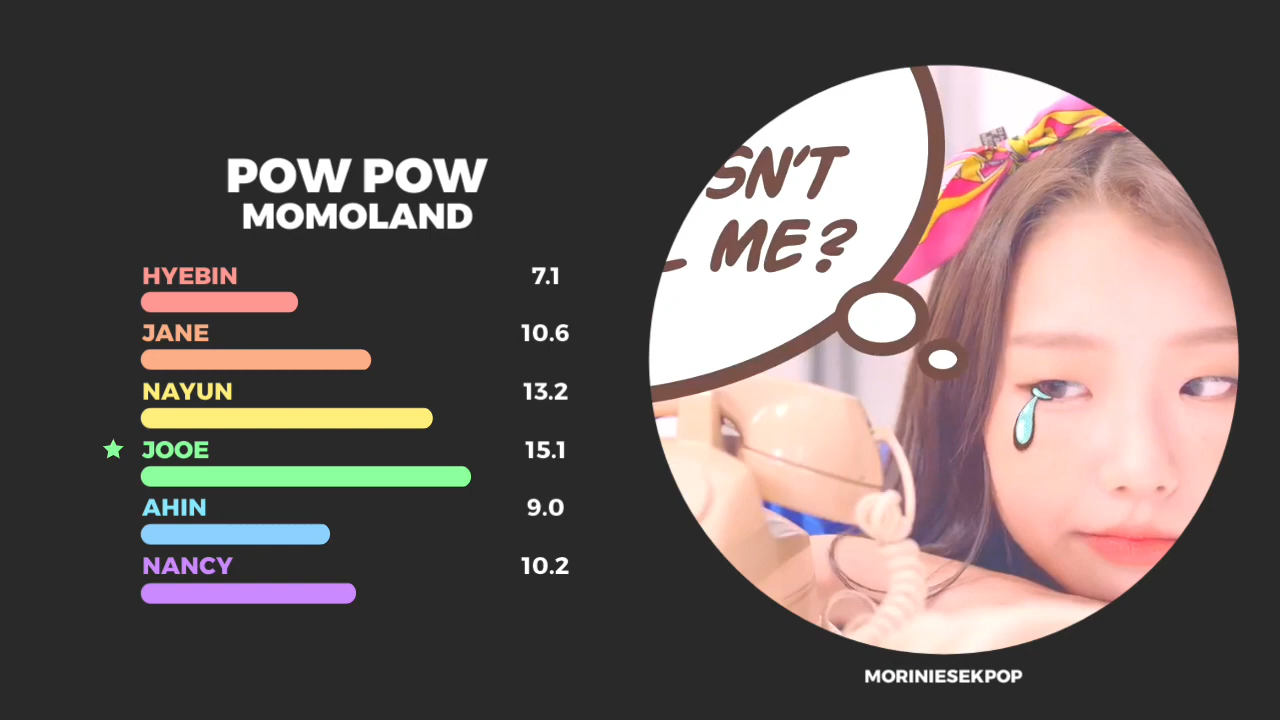 POW POW
MOMOLAND
HYEBIN 7.1
JANE 10.6
NAYUN 13.2
JOOE 15.1
AHIN 9.0
NANCY 10.2
SN'T
ME?
MORINIESEKPOP